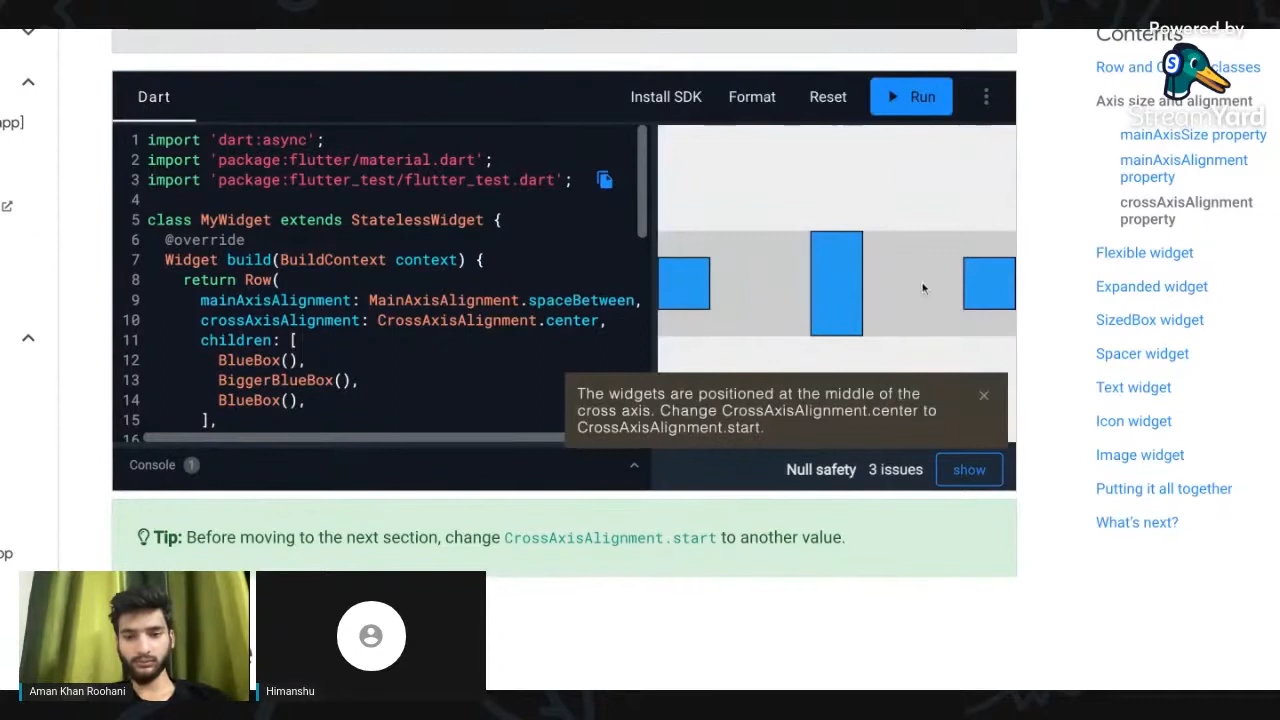 Powered by
StreamYard
app]
pp
Dart
Install SDK
Format
Reset
Run
1 import 'dart:async';
2 import 'package:flutter/material.dart';
3 import 'package:flutter_test/flutter_test.dart';
4
5 class MyWidget extends StatelessWidget {
6 @override
7 Widget build(BuildContext context) {
8 return Row(
9 mainAxisAlignment: MainAxisAlignment.spaceBetween,
10 crossAxisAlignment: CrossAxisAlignment.center,
11 children: [
12 BlueBox(),
13 BiggerBlueBox(),
14 BlueBox(),
15 ],
16
The widgets are positioned at the middle of the
cross axis. Change CrossAxisAlignment.center to
CrossAxisAlignment.start.
Console 1
Null safety 3 issues show
Tip: Before moving to the next section, change CrossAxisAlignment.start to another value.
Contents
Row and classes
Axis size and alignment
mainAxisSize property
mainAxisAlignment
property
crossAxisAlignment
property
Flexible widget
Expanded widget
SizedBox widget
Spacer widget
Text widget
Icon widget
Image widget
Putting it all together
What's next?
Aman Khan Roohani
Himanshu